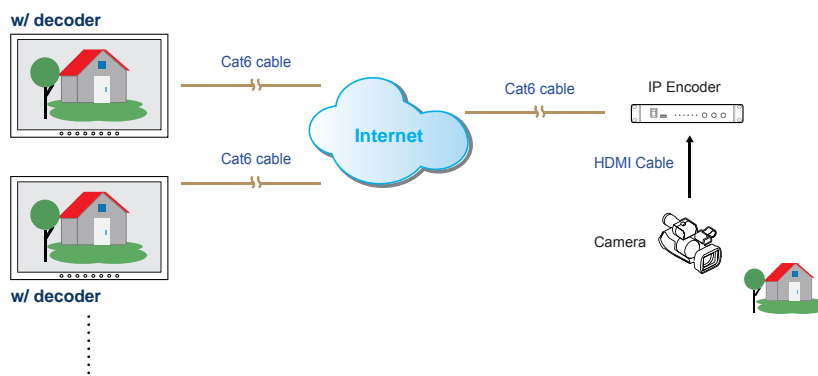 w/ decoder
Cat6 cable
Cat6 cable
IP Encoder
Internet
Cat6 cable
HDMI Cable
Camera
w/ decoder